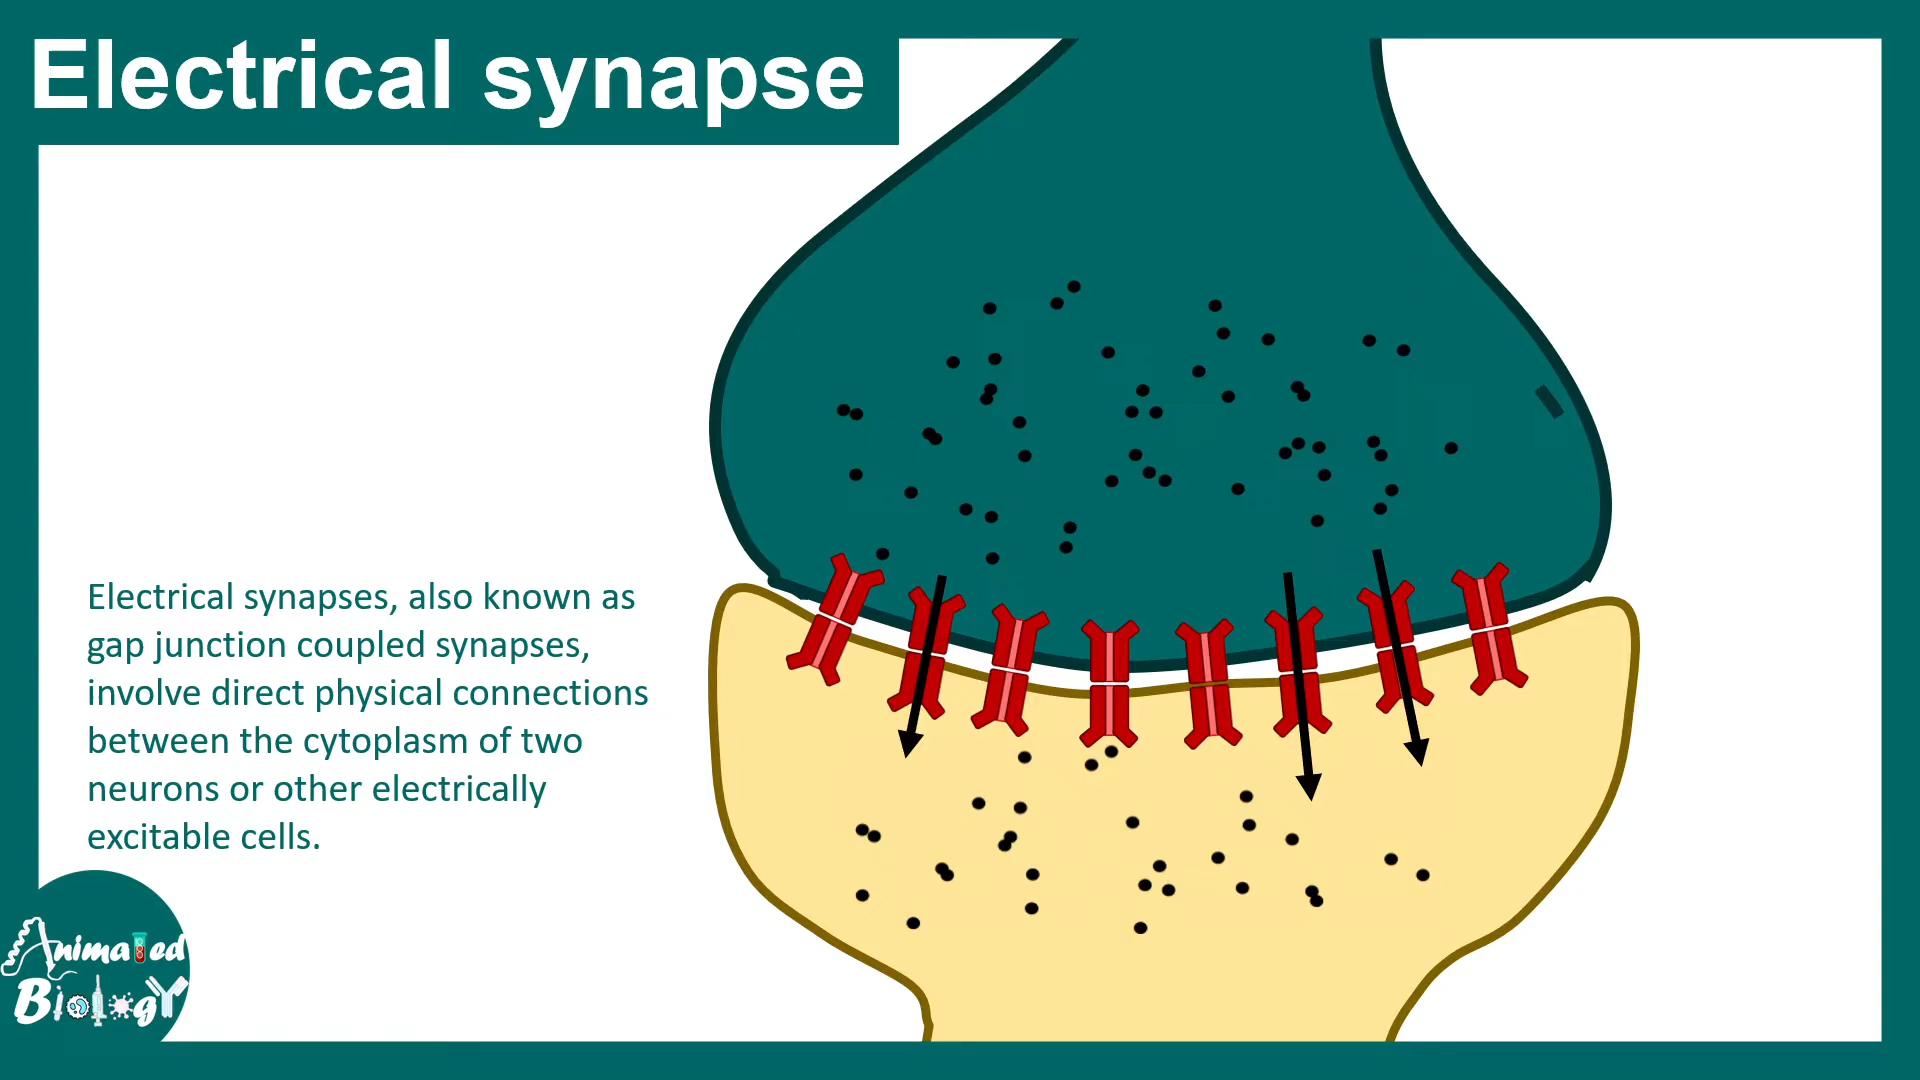 Electrical synapse
Electrical synapses, also known as
gap junction coupled synapses,
involve direct physical connections
between the cytoplasm of two
neurons or other electrically
excitable cells.
Animated
Biology